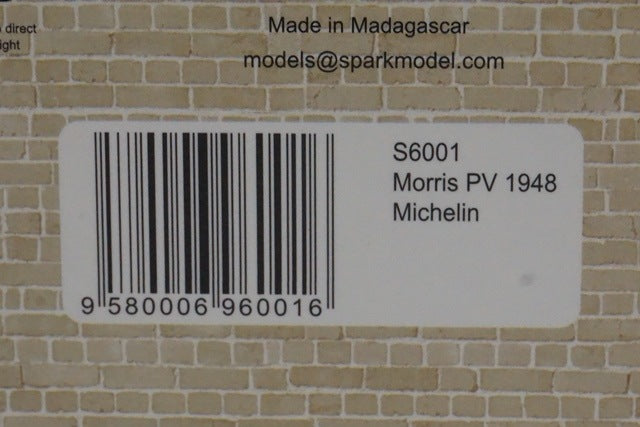 direct
ight
Made in Madagascar
models@sparkmodel.com
S6001
Morris PV 1948
Michelin
9 580006 960016